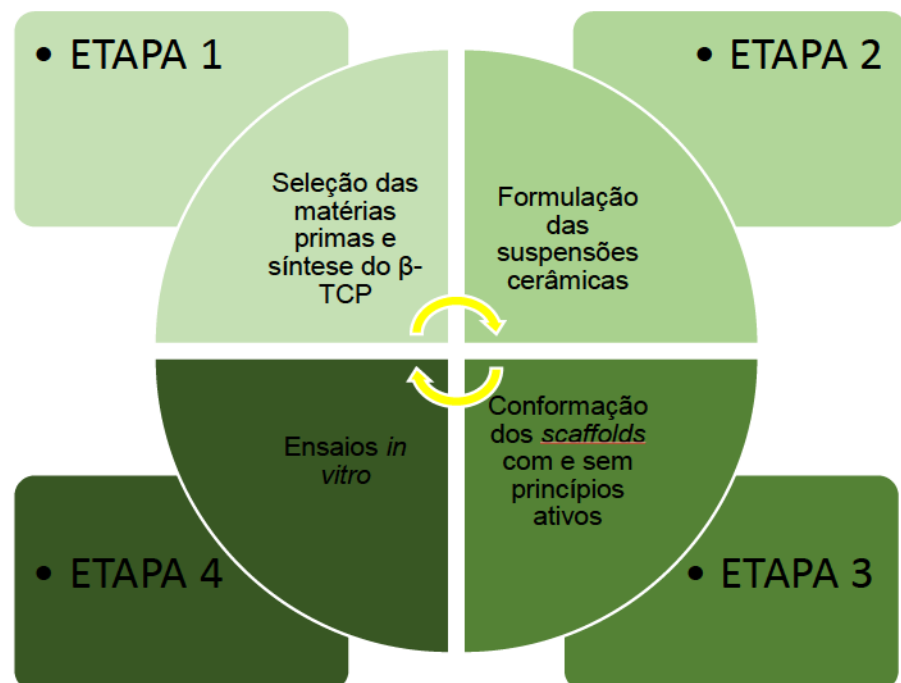 • ETAPA 1
• ETAPA 2
Seleção das
matérias
primas e
síntese do β-
TCP
Formulação
das
suspensões
cerâmicas
Ensaios in
vitro
Conformação
dos scaffolds
com e sem
princípios
ativos
• ETAPA 4
• ETAPA 3